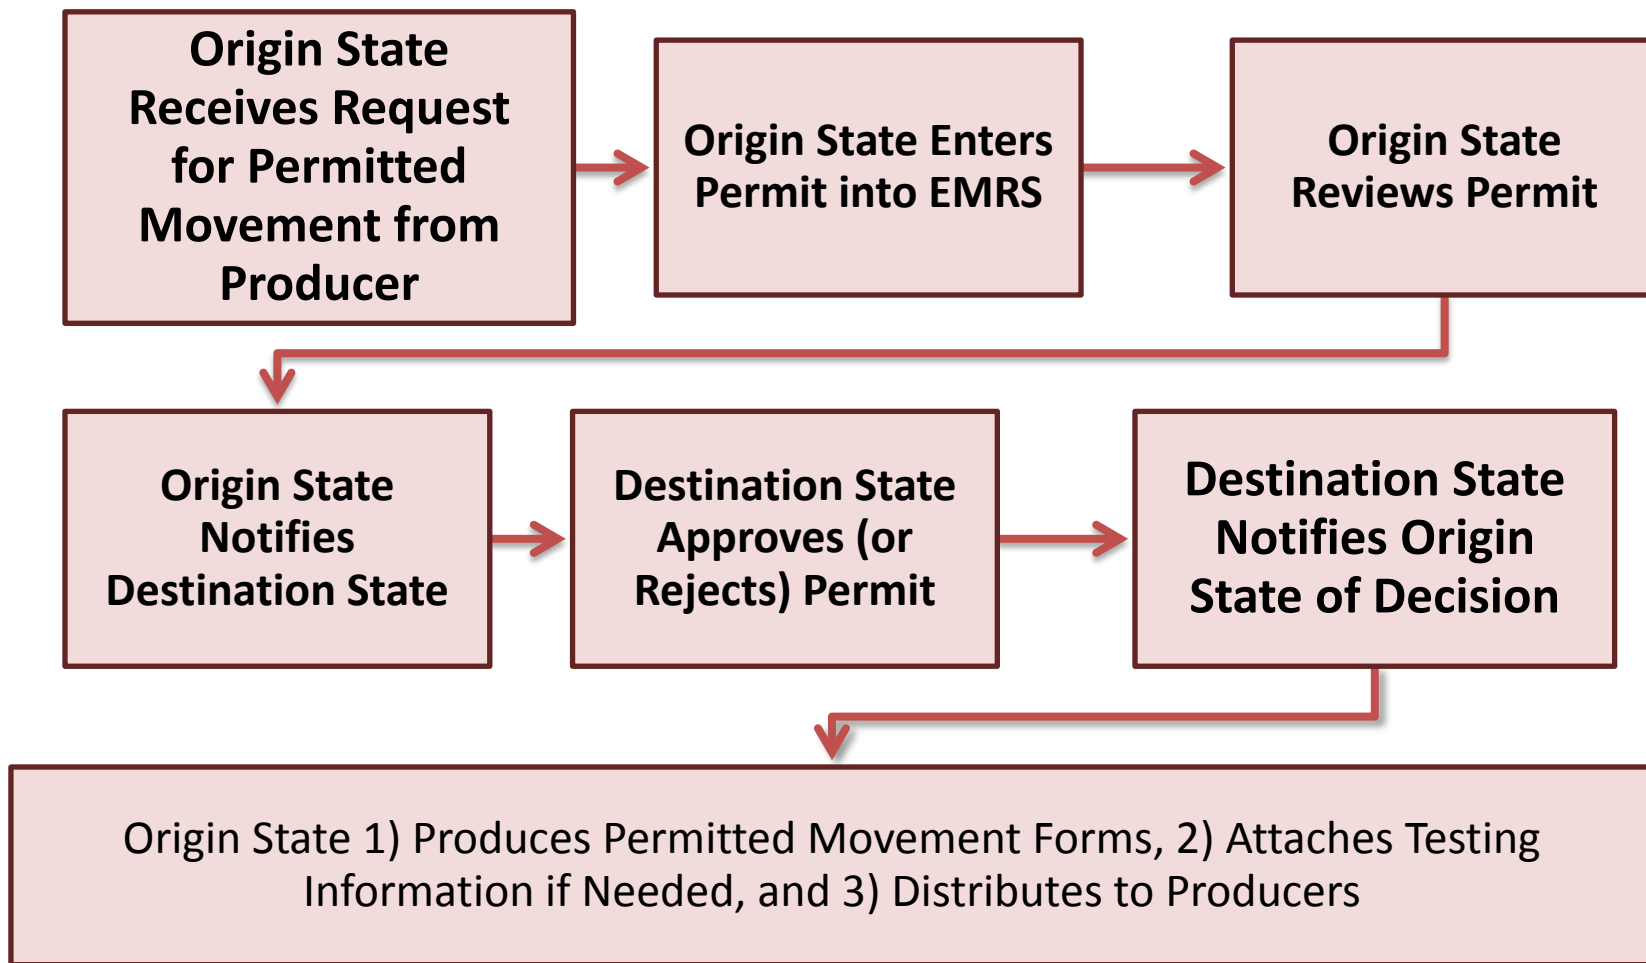 Origin State
Receives Request
for Permitted
Movement from
Producer
Origin State Enters
Permit into EMRS
Origin State
Reviews Permit
Origin State
Notifies
Destination State
Destination State
Approves (or
Rejects) Permit
Destination State
Notifies Origin
State of Decision
Origin State 1) Produces Permitted Movement Forms, 2) Attaches Testing
Information if Needed, and 3) Distributes to Producers